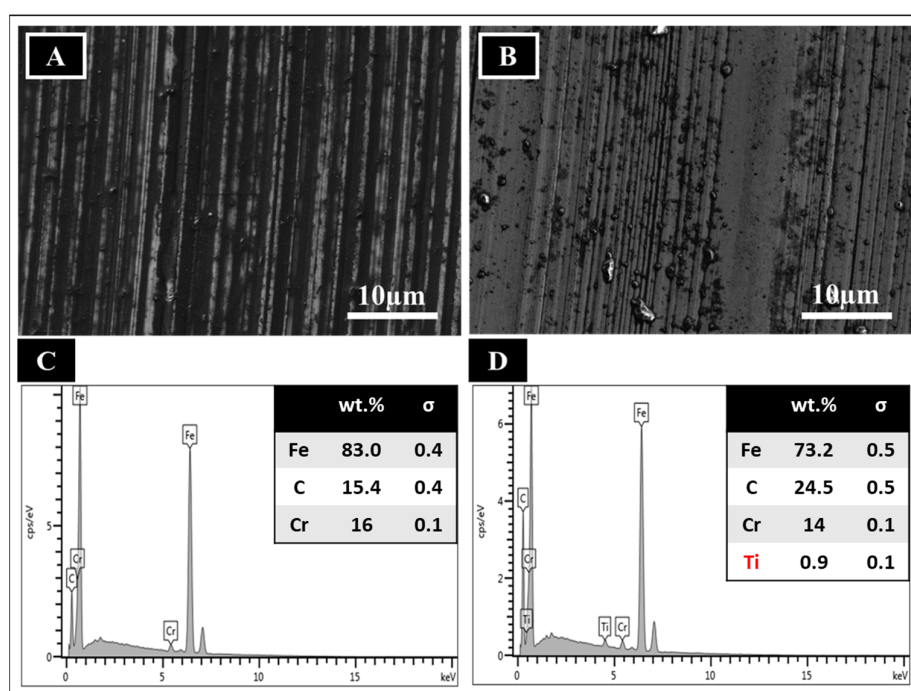 A
B
10μm
10μm
C
D
Fe
Fe
C
Cr
Cr
5
0
0
5
10
15
keV
cps/eV
wt.% σ
Fe 83.0 0.4
C 15.4 0.4
Cr 16 0.1
Fe
Fe
C
Cr
Ti
Ti
Cr
6
4
2
0
0
5
10
15
keV
cps/eV
wt.% σ
Fe 73.2 0.5
C 24.5 0.5
Cr 14 0.1
Ti 0.9 0.1